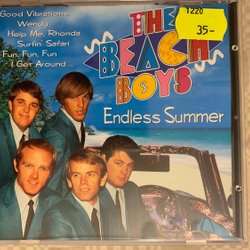 Good Vibrations
Wendy
Help Me, Rhonda
Surfin' Safari
Fun, Fun, Fun
I Get Around ...
THE
BEACH
BOYS
1220
35-
Endless Summer